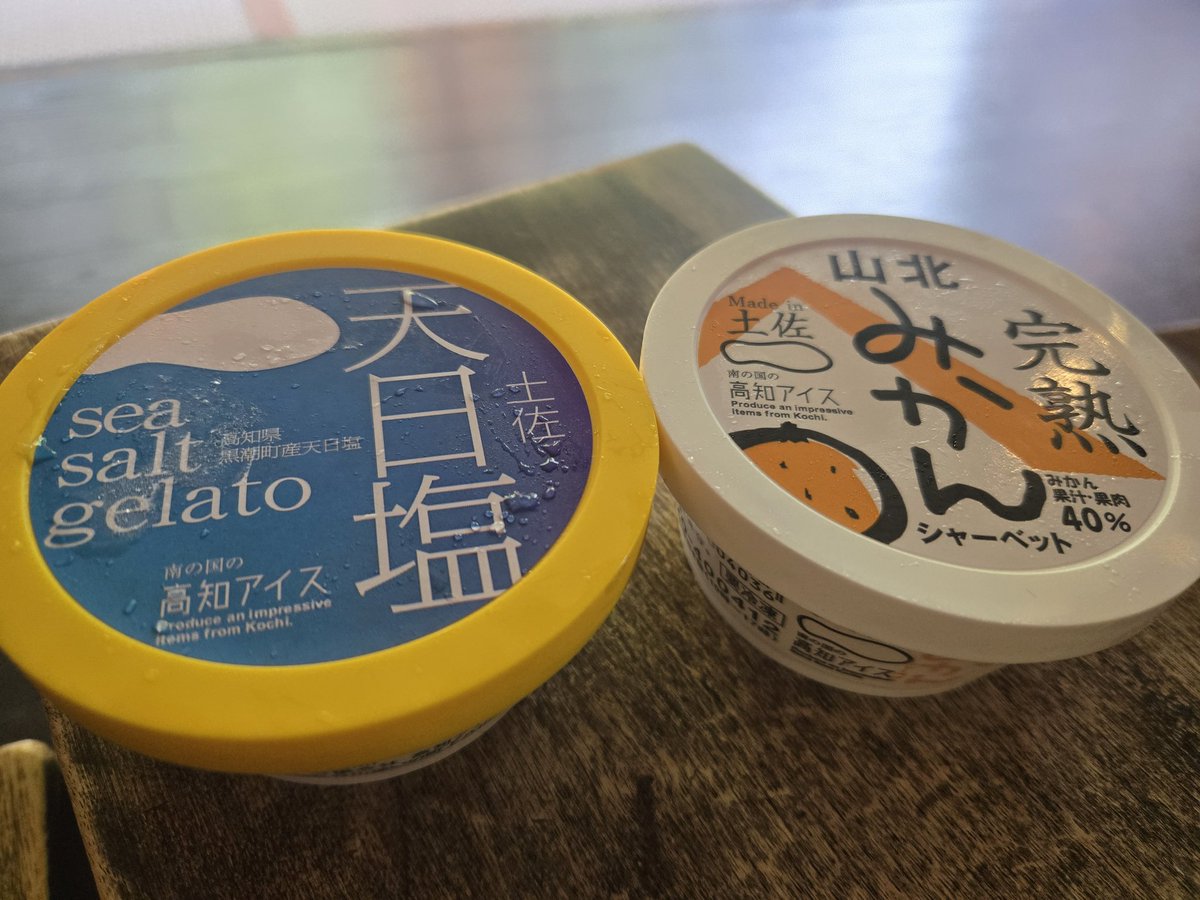 土佐
天日塩
sea
salt
gelato
高知県
黒潮町産天日塩
南の国の
高知アイス
Produce an impressive
Items from Kochi.
山北
みかん
完熟
Made in
土佐
南の国の
高知アイス
Produce an impressive
Items from Kochi.
みかん
果汁・果肉
40%
シャーベット
高知アイス